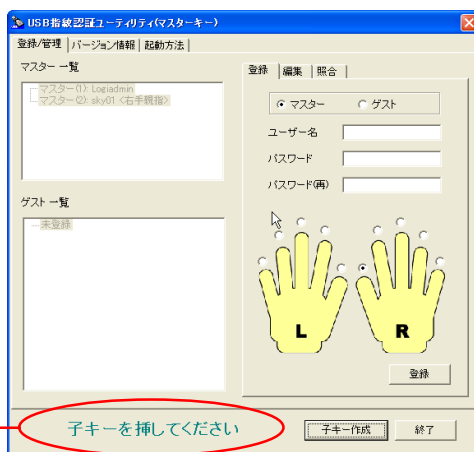 USB指紋認証ユーティリティ(マスターキー)
登録/管理 バージョン情報 起動方法
マスター 一覧
マスター(1): Logiadmin
マスター(2): sky01 <右手親指>
ゲスト 一覧
未登録
登録 編集 照合
マスター ゲスト
ユーザー名
パスワード
パスワード(再)
L R
登録
子キーを挿してください
子キー作成 終了